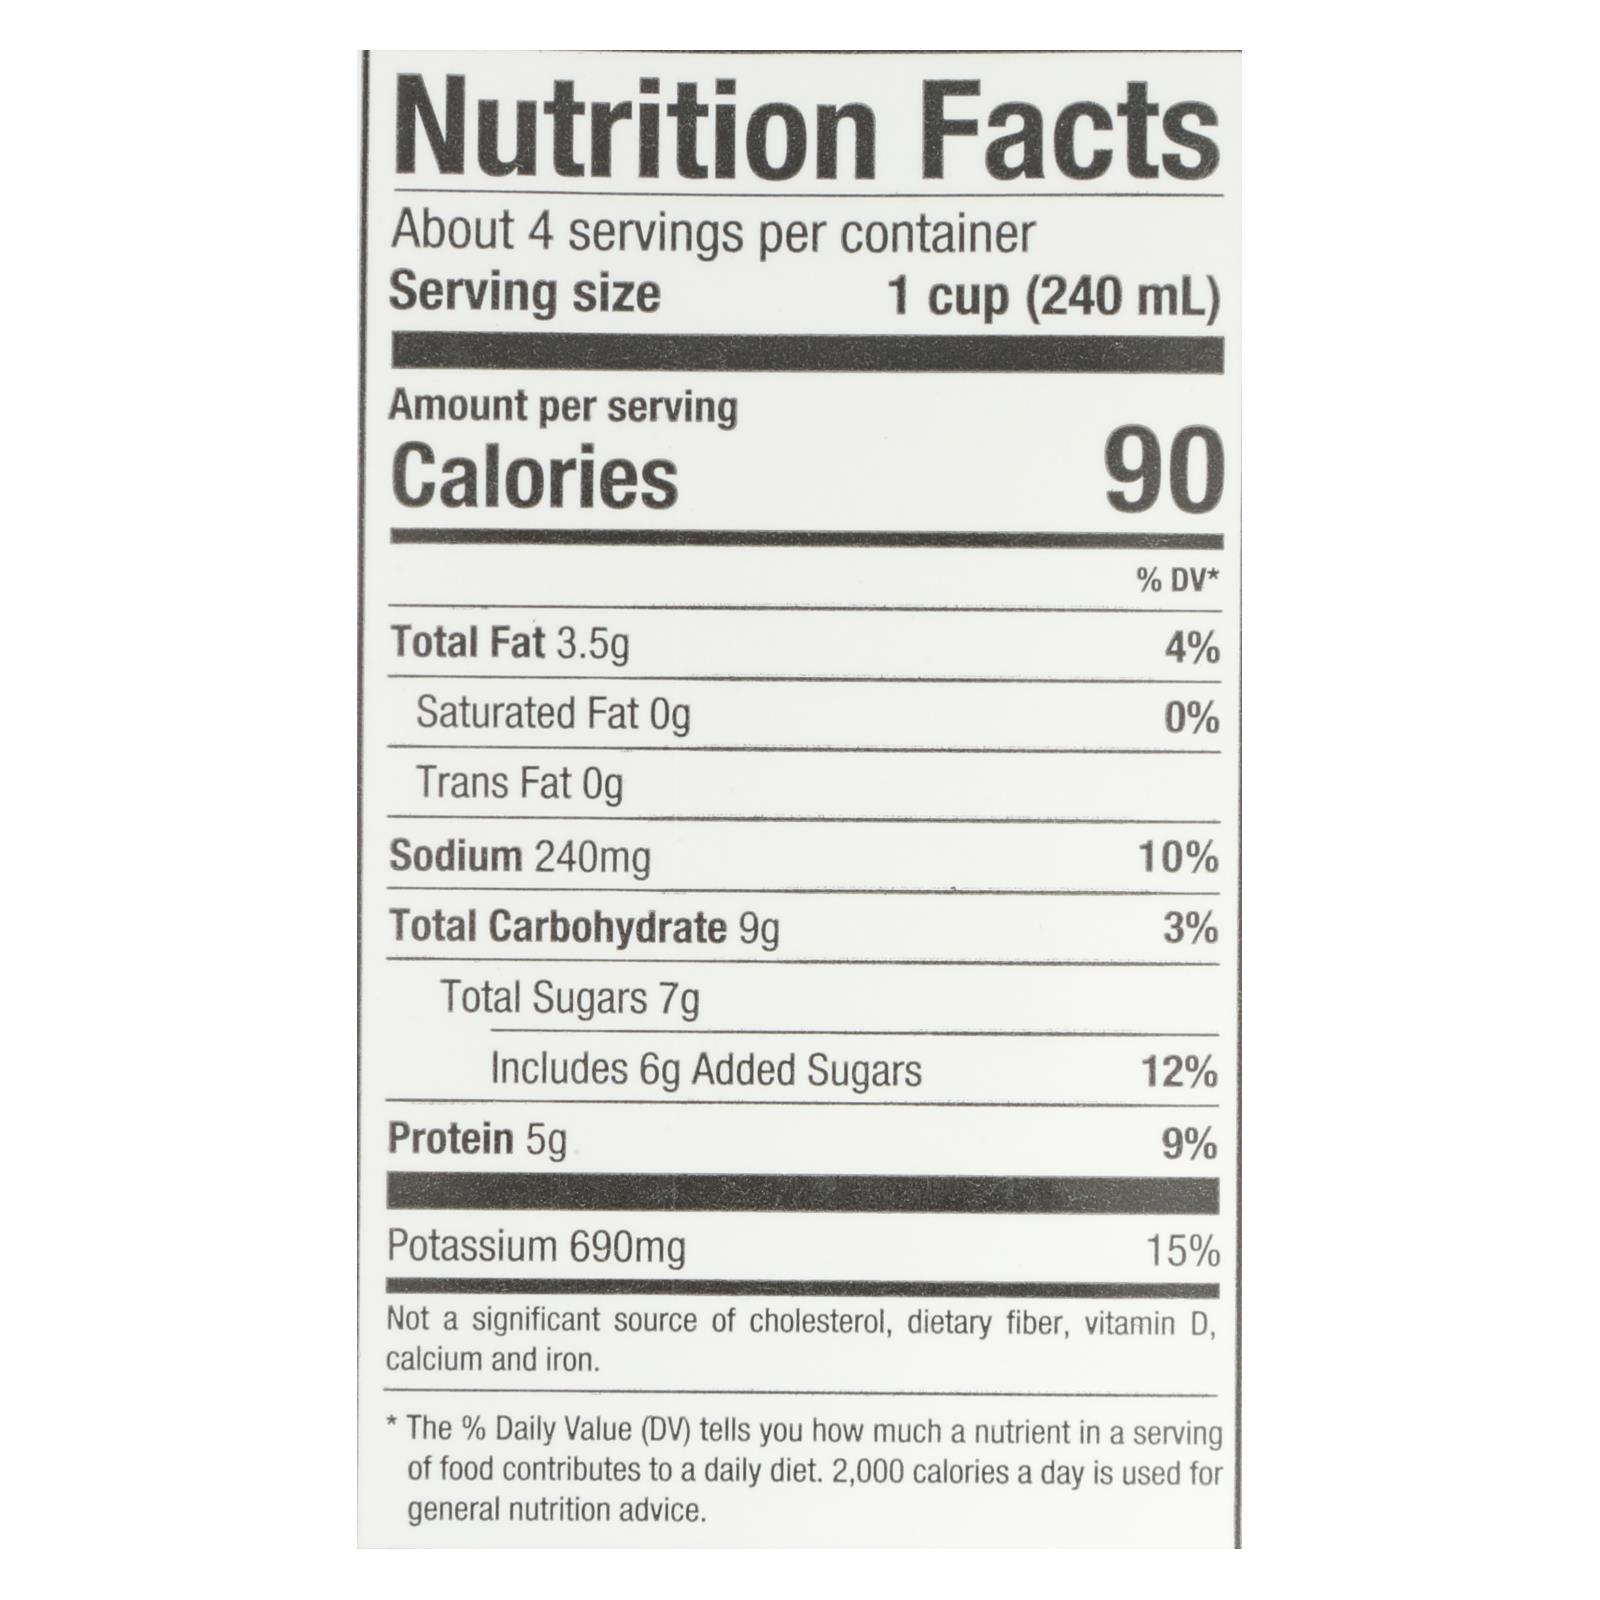 Nutrition Facts
About 4 servings per container
Serving size 1 cup (240 mL)
Amount per serving
Calories 90
% DV*
Total Fat 3.5g 4%
Saturated Fat 0g 0%
Trans Fat 0g
Sodium 240mg 10%
Total Carbohydrate 9g 3%
Total Sugars 7g
Includes 6g Added Sugars 12%
Protein 5g 9%
Potassium 690mg 15%
Not a significant source of cholesterol, dietary fiber, vitamin D,
calcium and iron.
* The % Daily Value (DV) tells you how much a nutrient in a serving
of food contributes to a daily diet. 2,000 calories a day is used for
general nutrition advice.